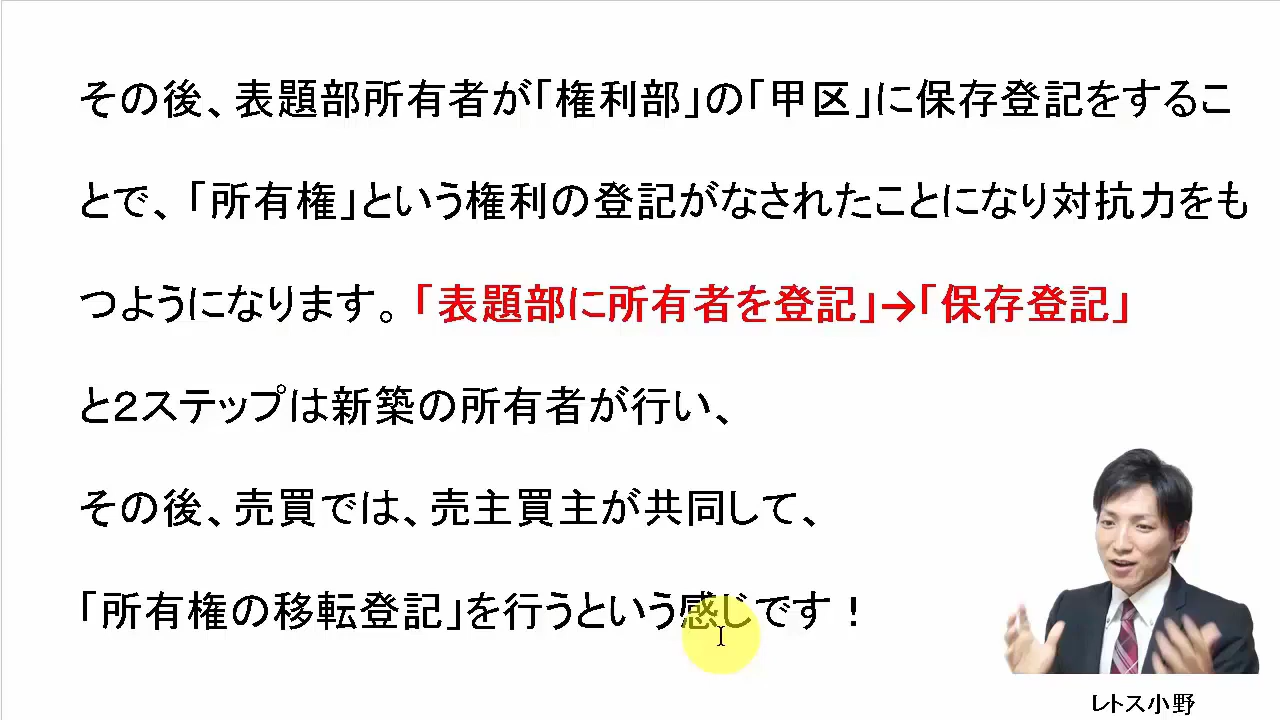 その後、表題部所有者が「権利部」の「甲区」に保存登記をするこ
とで、「所有権」という権利の登記がなされたことになり対抗力をも
つようになります。「表題部に所有者を登記」→「保存登記」
と２ステップは新築の所有者が行い、
その後、売買では、売主買主が共同して、
「所有権の移転登記」を行うという感じです！
レトス小野